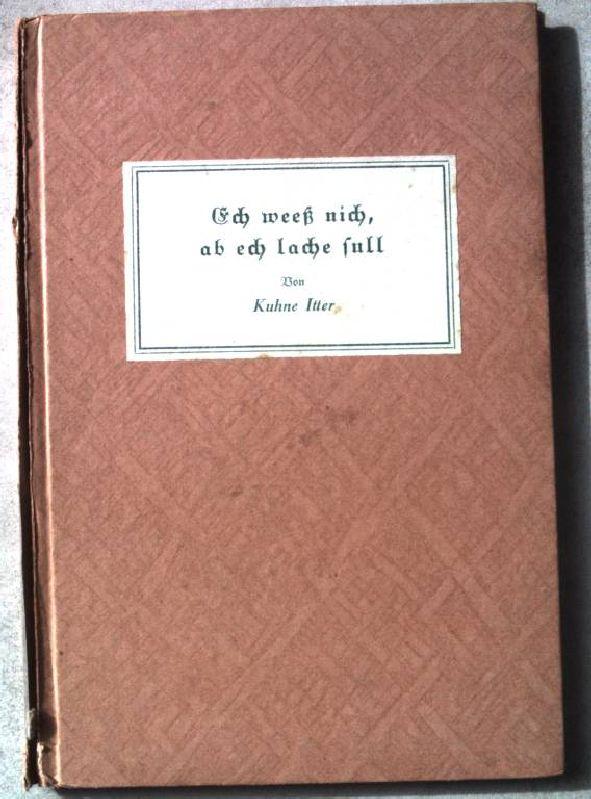 Ech weeß nich,
ab ech lache ſull
Von
Kuhne Itter